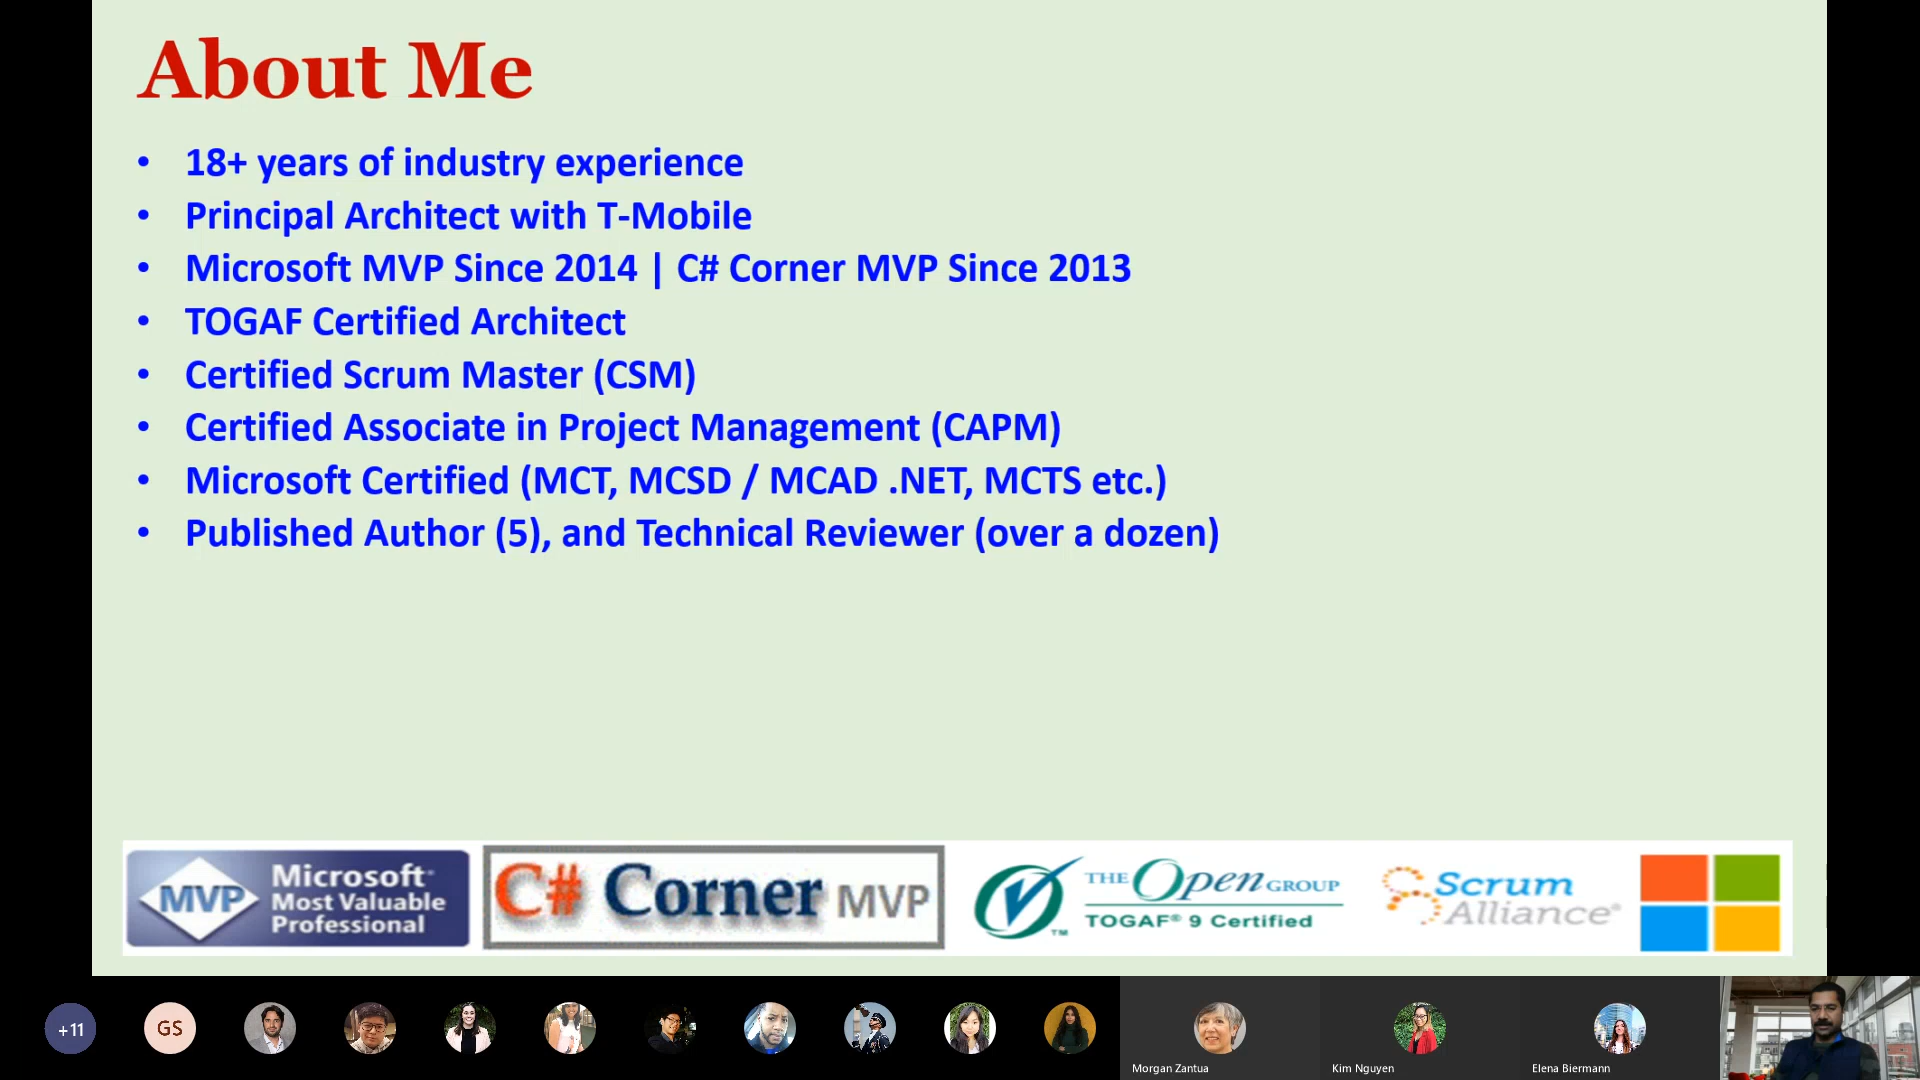 About Me
• 18+ years of industry experience
• Principal Architect with T-Mobile
• Microsoft MVP Since 2014 | C# Corner MVP Since 2013
• TOGAF Certified Architect
• Certified Scrum Master (CSM)
• Certified Associate in Project Management (CAPM)
• Microsoft Certified (MCT, MCSD / MCAD .NET, MCTS etc.)
• Published Author (5), and Technical Reviewer (over a dozen)
MVP
Microsoft®
Most Valuable
Professional
C# Corner MVP
THE Open GROUP
TOGAF® 9 Certified
TM
Scrum
Alliance®
+11
GS
Morgan Zantua
Kim Nguyen
Elena Biermann